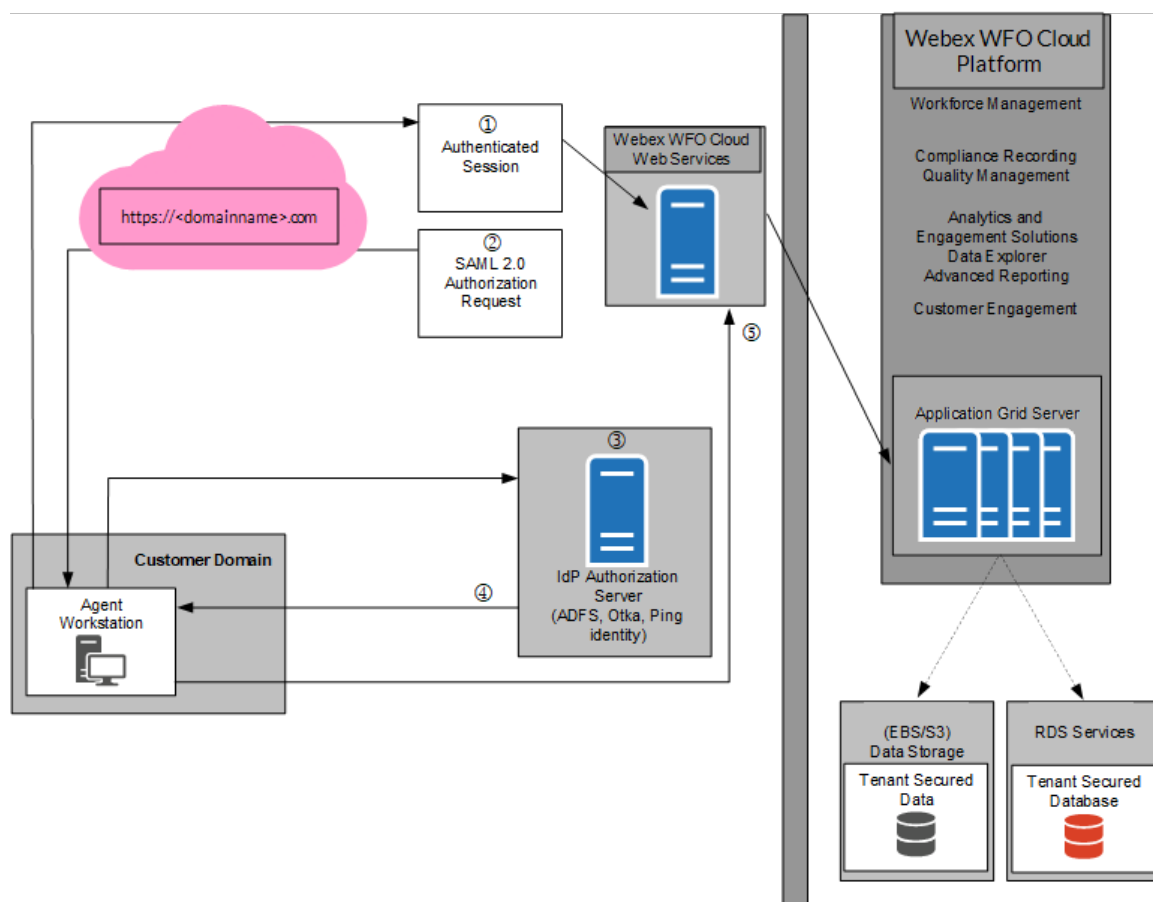 ①
Authenticated
Session
https://<domainname>.com
②
SAML 2.0
Authorization
Request
Webex WFO Cloud
Web Services
⑤
③
IdP Authorization
Server
(ADFS, Otka, Ping
identity)
④
Customer Domain
Agent
Workstation
Webex WFO Cloud
Platform
Workforce Management
Compliance Recording
Quality Management
Analytics and
Engagement Solutions
Data Explorer
Advanced Reporting
Customer Engagement
Application Grid Server
(EBS/S3)
Data Storage
Tenant Secured
Data
RDS Services
Tenant Secured
Database